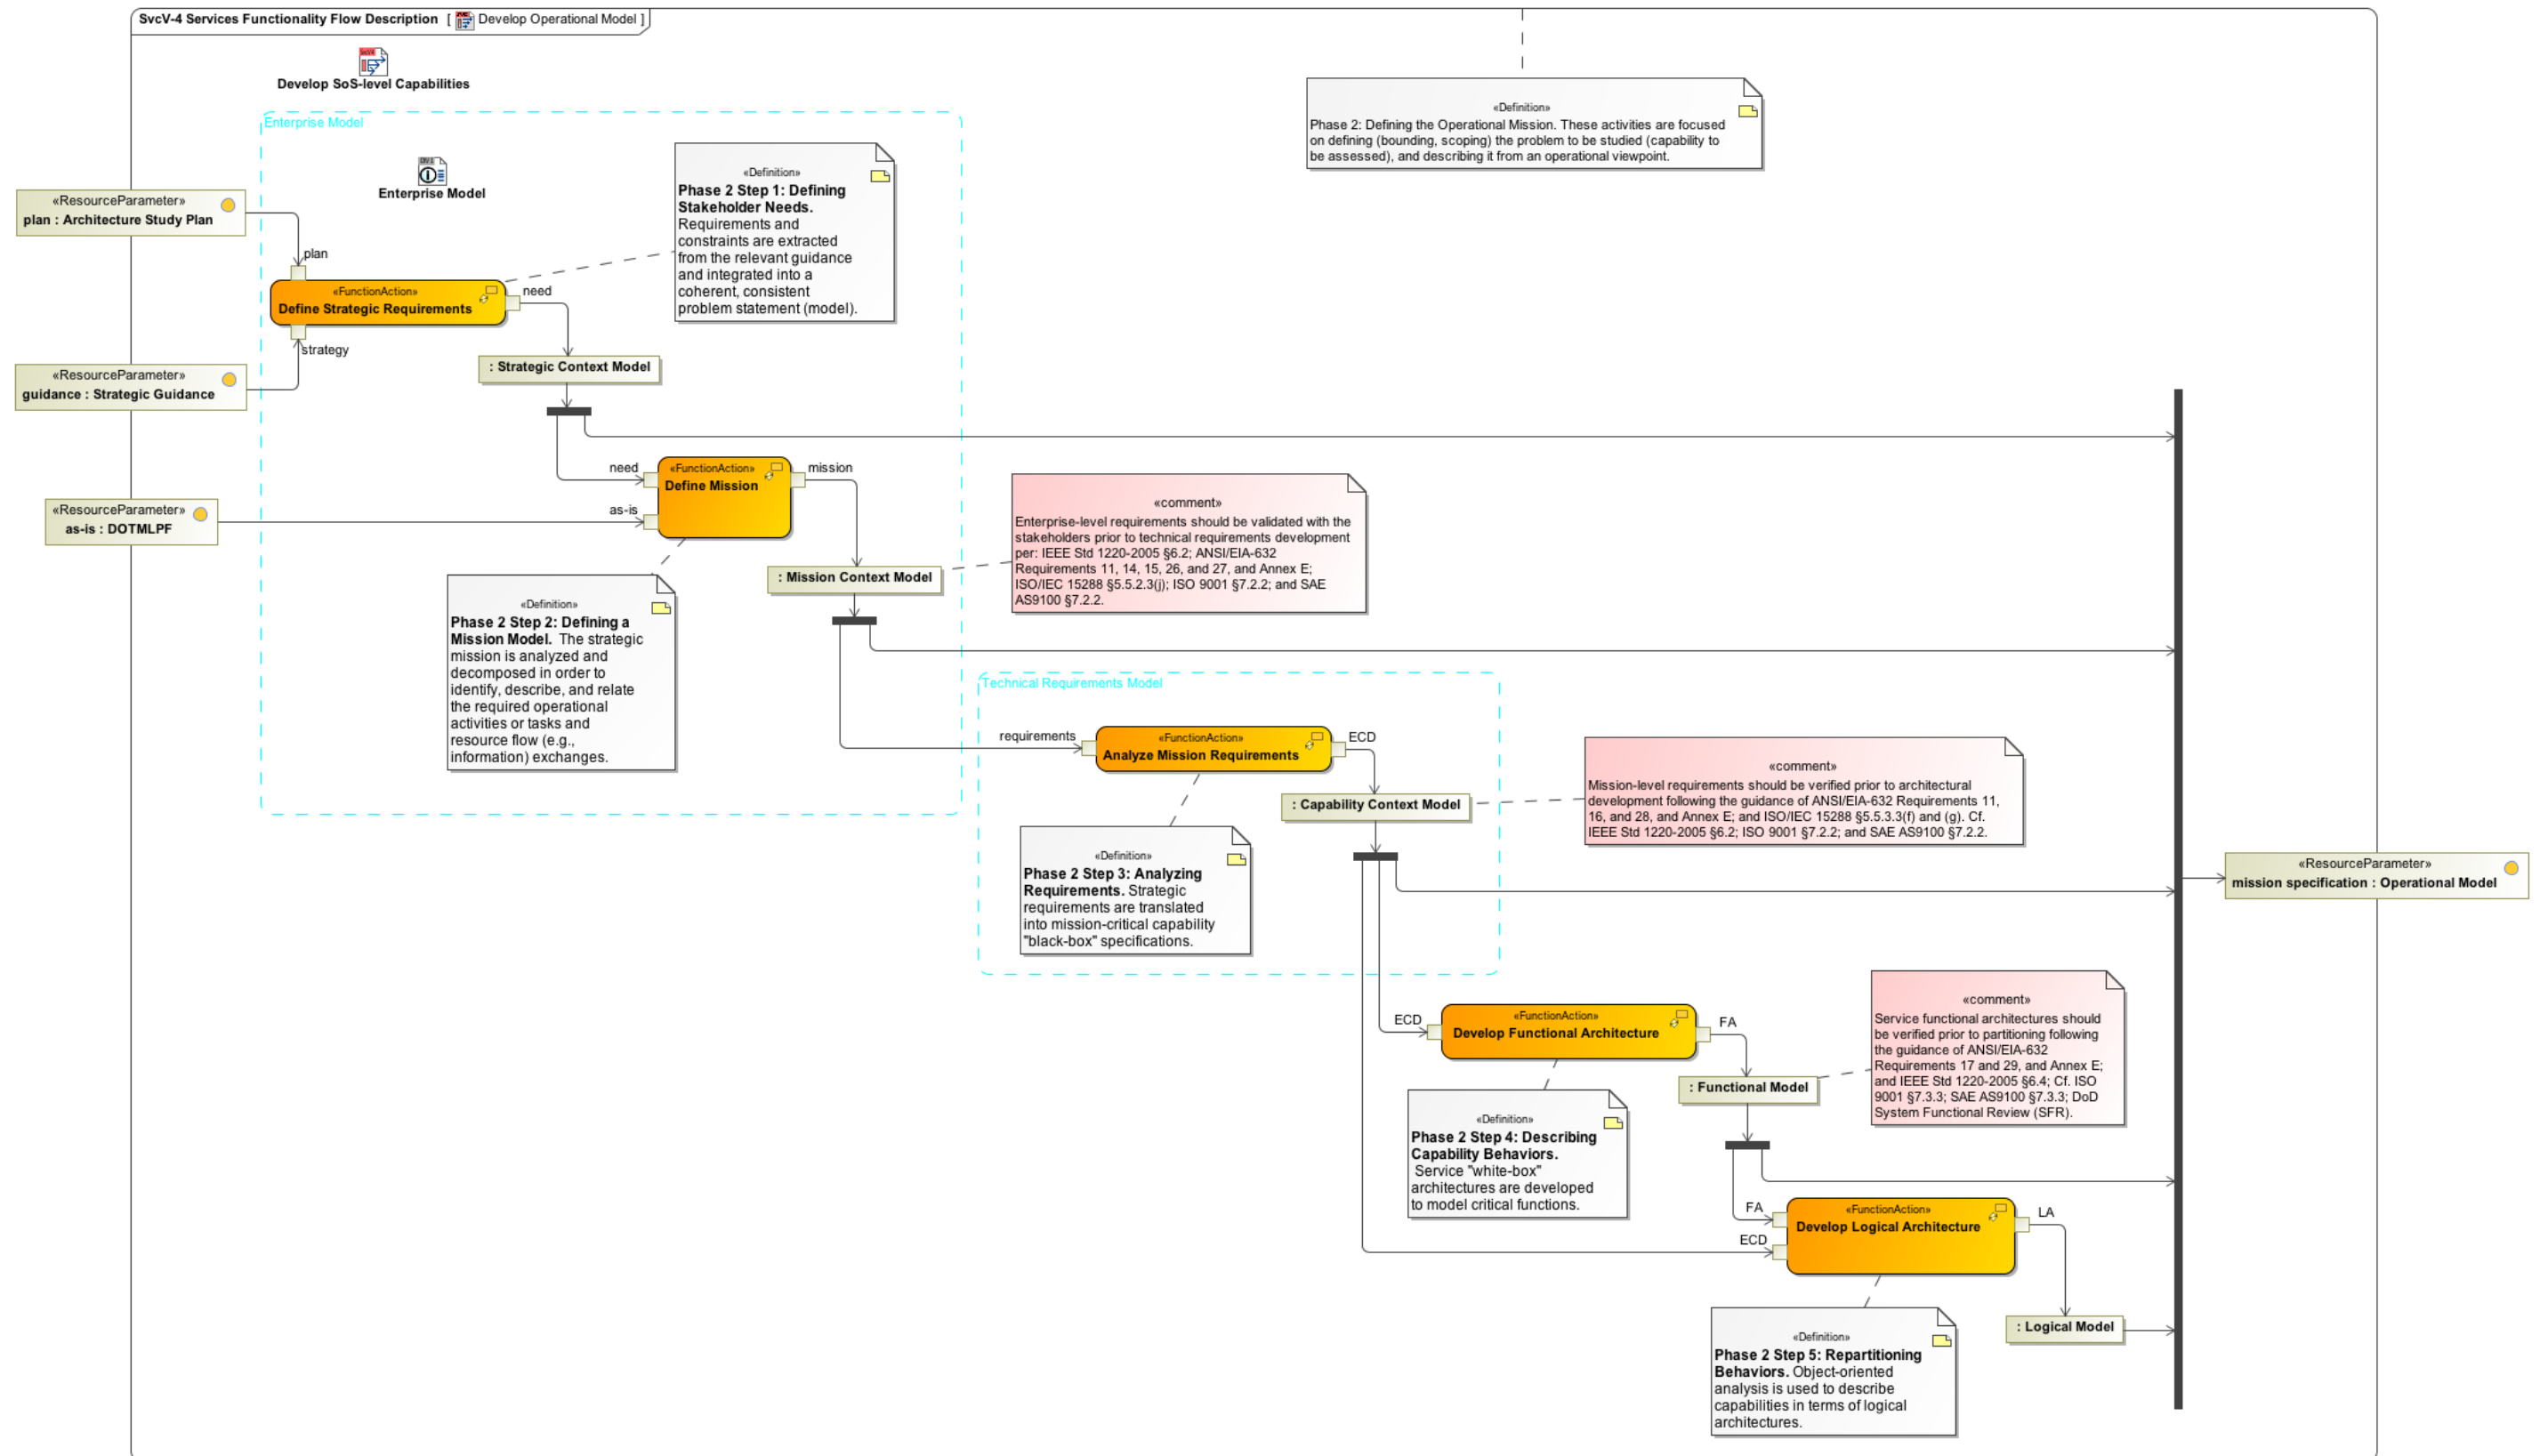 SvcV-4 Services Functionality Flow Description [ Develop Operational Model ]
Develop SoS-level Capabilities
«Definition»
Phase 2: Defining the Operational Mission. These activities are focused
on defining (bounding, scoping) the problem to be studied (capability to
be assessed), and describing it from an operational viewpoint.
Enterprise Model
Enterprise Model
«Definition»
Phase 2 Step 1: Defining
Stakeholder Needs.
Requirements and
constraints are extracted
from the relevant guidance
and integrated into a
coherent, consistent
problem statement (model).
«ResourceParameter»
plan : Architecture Study Plan
plan
«FunctionAction»
Define Strategic Requirements
need
strategy
«ResourceParameter»
guidance : Strategic Guidance
: Strategic Context Model
need
«FunctionAction»
Define Mission
mission
as-is
«ResourceParameter»
as-is : DOTMLPF
«comment»
Enterprise-level requirements should be validated with the
stakeholders prior to technical requirements development
per: IEEE Std 1220-2005 §6.2; ANSI/EIA-632
Requirements 11, 14, 15, 26, and 27, and Annex E;
ISO/IEC 15288 §5.5.2.3(j); ISO 9001 §7.2.2; and SAE
AS9100 §7.2.2.
: Mission Context Model
«Definition»
Phase 2 Step 2: Defining a
Mission Model. The strategic
mission is analyzed and
decomposed in order to
identify, describe, and relate
the required operational
activities or tasks and
resource flow (e.g.,
information) exchanges.
Technical Requirements Model
requirements
«FunctionAction»
Analyze Mission Requirements
ECD
: Capability Context Model
«comment»
Mission-level requirements should be verified prior to architectural
development following the guidance of ANSI/EIA-632 Requirements 11,
16, and 28, and Annex E; and ISO/IEC 15288 §5.5.3.3(f) and (g). Cf.
IEEE Std 1220-2005 §6.2; ISO 9001 §7.2.2; and SAE AS9100 §7.2.2.
«Definition»
Phase 2 Step 3: Analyzing
Requirements. Strategic
requirements are translated
into mission-critical capability
"black-box" specifications.
«ResourceParameter»
mission specification : Operational Model
ECD
«FunctionAction»
Develop Functional Architecture
FA
: Functional Model
«comment»
Service functional architectures should
be verified prior to partitioning following
the guidance of ANSI/EIA-632
Requirements 17 and 29, and Annex E;
and IEEE Std 1220-2005 §6.4; Cf. ISO
9001 §7.3.3; SAE AS9100 §7.3.3; DoD
System Functional Review (SFR).
«Definition»
Phase 2 Step 4: Describing
Capability Behaviors.
Service "white-box"
architectures are developed
to model critical functions.
FA
ECD
«FunctionAction»
Develop Logical Architecture
LA
: Logical Model
«Definition»
Phase 2 Step 5: Repartitioning
Behaviors. Object-oriented
analysis is used to describe
capabilities in terms of logical
architectures.